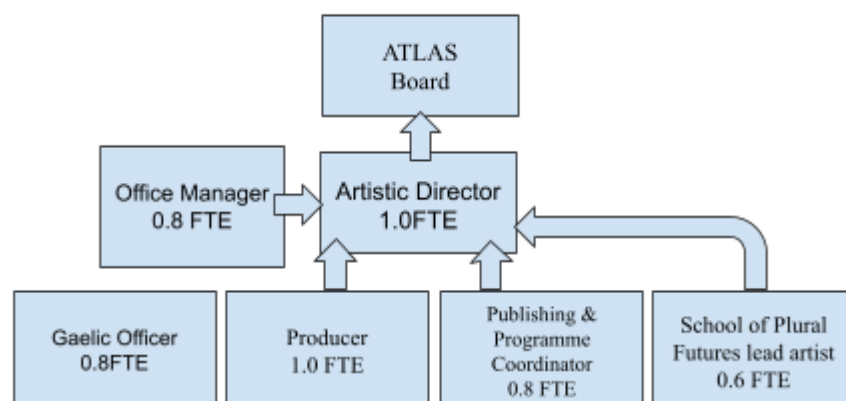 ATLAS
Board
Office Manager
0.8 FTE
Artistic Director
1.0FTE
Gaelic Officer
0.8FTE
Producer
1.0 FTE
Publishing &
Programme
Coordinator
0.8 FTE
School of Plural
Futures lead artist
0.6 FTE